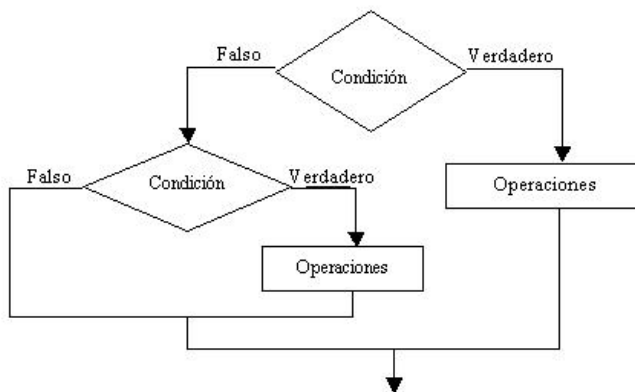 Falso
Verdadero
Condición
Falso
Condición
Verdadero
Operaciones
Operaciones